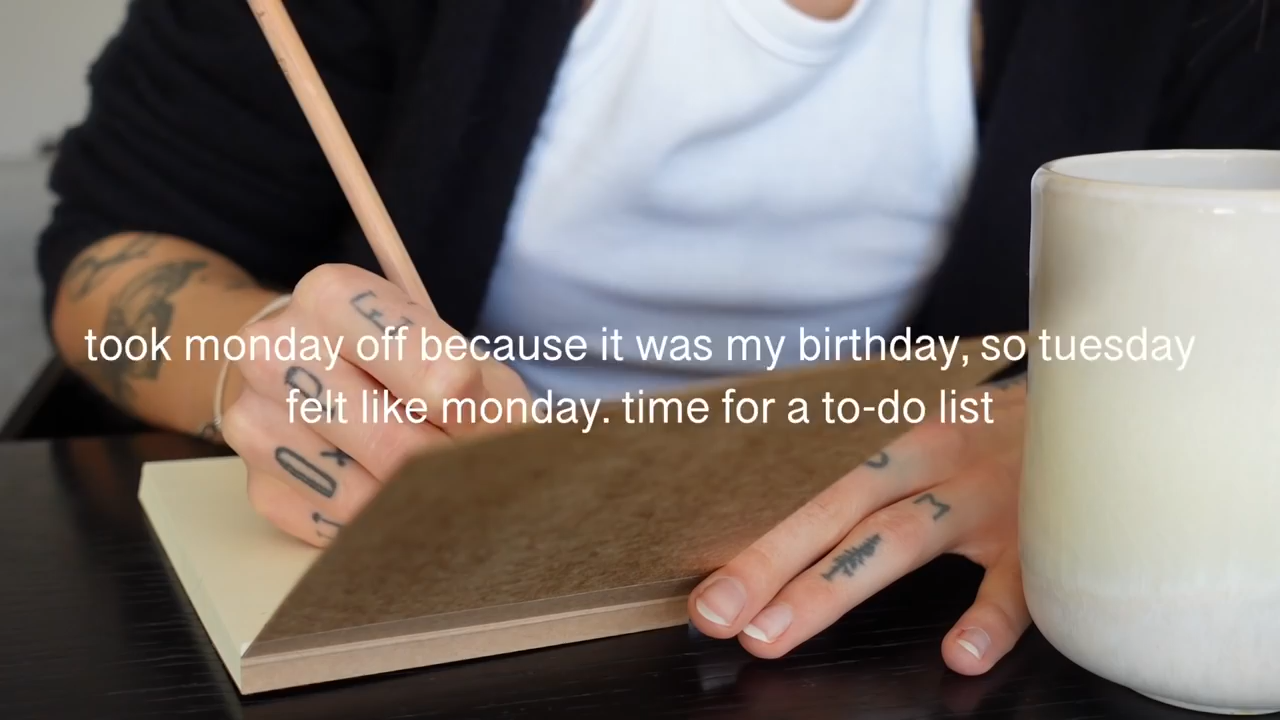 took monday off because it was my birthday, so tuesday
felt like monday. time for a to-do list